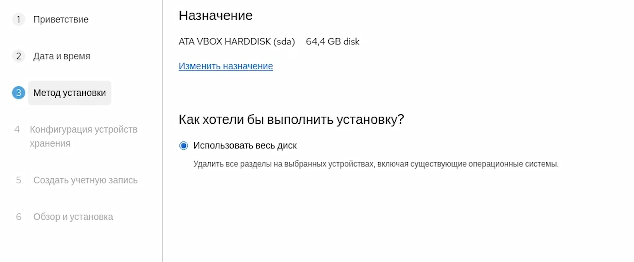 1 Приветствие
2 Дата и время
3 Метод установки
4 Конфигурация устройств
хранения
5 Создать учетную запись
6 Обзор и установка
Назначение
ATA VBOX HARDDISK (sda) 64,4 GB disk
Изменить назначение
Как хотели бы выполнить установку?
Использовать весь диск
Удалить все разделы на выбранных устройствах, включая существующие операционные системы.